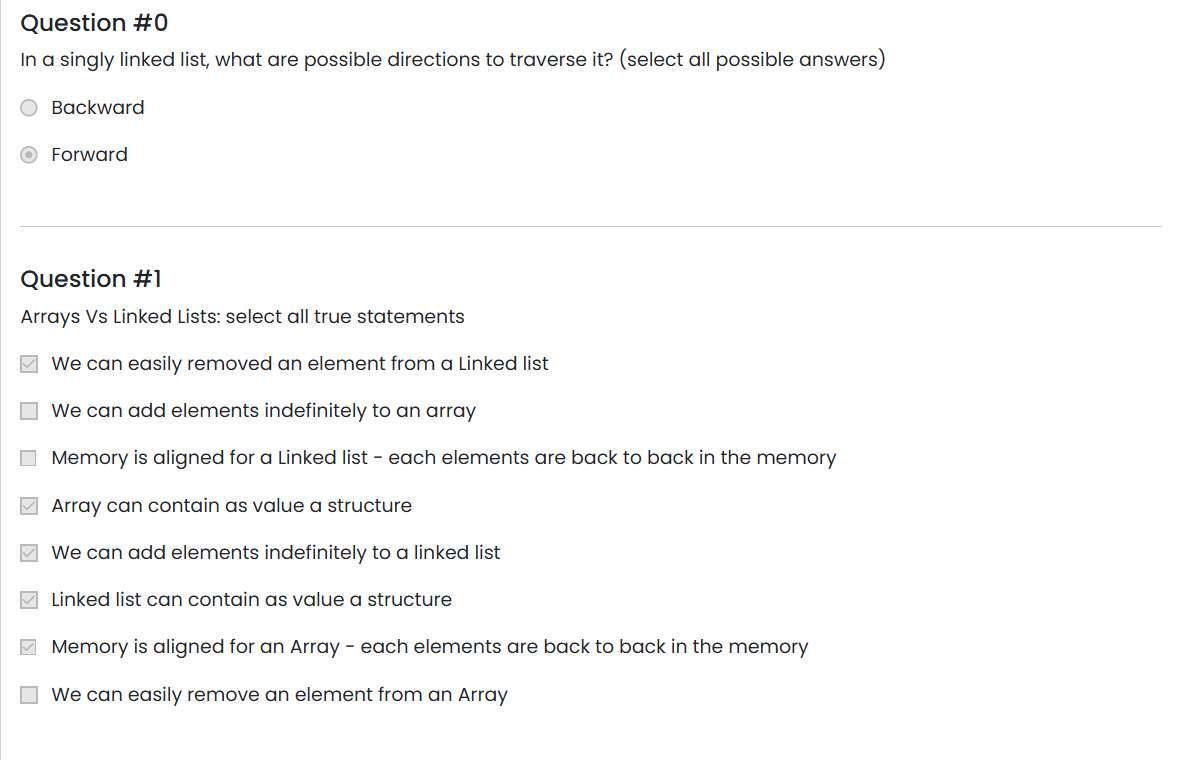 Question #0
In a singly linked list, what are possible directions to traverse it? (select all possible answers)
Backward
Forward
Question #1
Arrays Vs Linked Lists: select all true statements
We can easily removed an element from a Linked list
We can add elements indefinitely to an array
Memory is aligned for a Linked list - each elements are back to back in the memory
Array can contain as value a structure
We can add elements indefinitely to a linked list
Linked list can contain as value a structure
Memory is aligned for an Array - each elements are back to back in the memory
We can easily remove an element from an Array